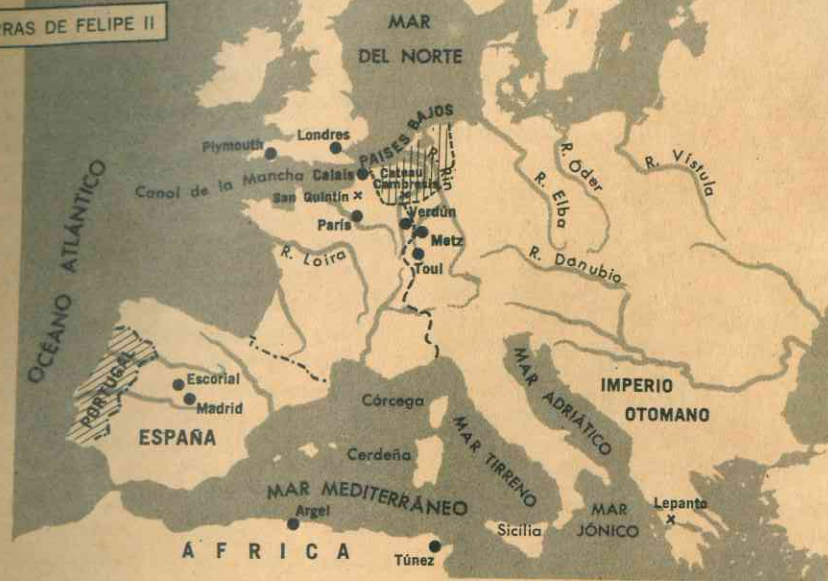 RRAS DE FELIPE II
MAR
DEL NORTE
Plymouth
Londres
PAISES BAJOS
R. Rin
Canal de la Mancha
Calais
Cateau
Cambresis
San Quintín
París
Verdún
Metz
Toul
R. Loira
R. Elba
R. Óder
R. Vístula
R. Danubio
OCÉANO ATLÁNTICO
PORTUGAL
Escorial
Madrid
ESPAÑA
Córcega
Cerdeña
MAR TIRRENO
MAR ADRIÁTICO
IMPERIO
OTOMANO
MAR MEDITERRÁNEO
Argel
ÁFRICA
Túnez
Sicília
MAR
JÓNICO
Lepanto